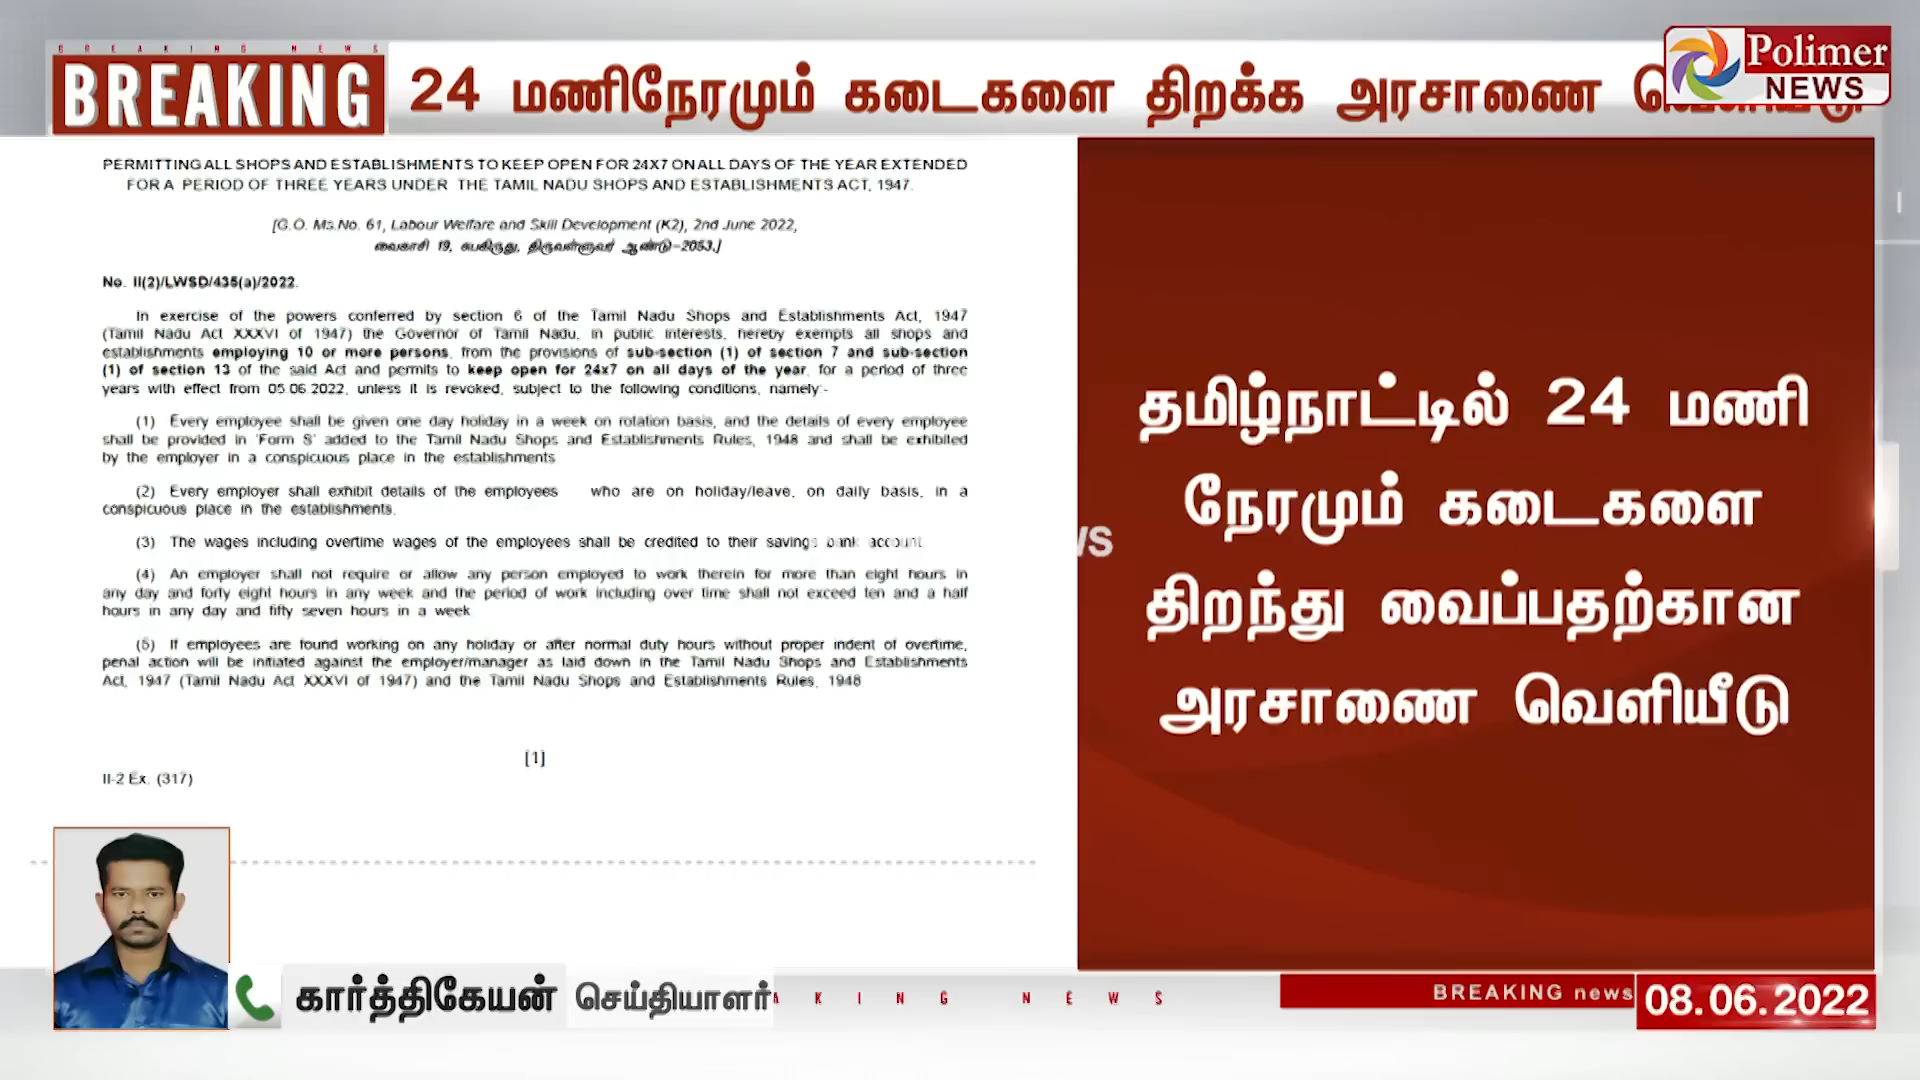 BREAKING NEWS
BREAKING
24 மணிநேரமும் கடைகளை திறக்க அரசாணை
Polimer
NEWS
PERMITTING ALL SHOPS AND ESTABLISHMENTS TO KEEP OPEN FOR 24X7 ON ALL DAYS OF THE YEAR EXTENDED
FOR A PERIOD OF THREE YEARS UNDER THE TAMIL NADU SHOPS AND ESTABLISHMENTS ACT, 1947.
[G.O. Ms.No. 61, Labour Welfare and Skill Development (K2), 2nd June 2022,
வைகாசி 19, சுபகிருது, திருவள்ளுவர் ஆண்டு-2053.]
No. II(2)/LWSD/435(a)/2022.
In exercise of the powers conferred by section 6 of the Tamil Nadu Shops and Establishments Act, 1947
(Tamil Nadu Act XXXVI of 1947) the Governor of Tamil Nadu, in public interests, hereby exempts all shops and
establishments employing 10 or more persons, from the provisions of sub-section (1) of section 7 and sub-section
(1) of section 13 of the said Act and permits to keep open for 24x7 on all days of the year, for a period of three
years with effect from 05.06.2022, unless it is revoked, subject to the following conditions, namely:-
(1) Every employee shall be given one day holiday in a week on rotation basis, and the details of every employee
shall be provided in 'Form S' added to the Tamil Nadu Shops and Establishments Rules, 1948 and shall be exhibited
by the employer in a conspicuous place in the establishments
(2) Every employer shall exhibit details of the employees who are on holiday/leave, on daily basis, in a
conspicuous place in the establishments.
(3) The wages including overtime wages of the employees shall be credited to their savings bank account.
(4) An employer shall not require or allow any person employed to work therein for more than eight hours in
any day and forty eight hours in any week and the period of work including over time shall not exceed ten and a half
hours in any day and fifty seven hours in a week
(5) If employees are found working on any holiday or after normal duty hours without proper indent of overtime,
penal action will be initiated against the employer/manager as laid down in the Tamil Nadu Shops and Establishments
Act, 1947 (Tamil Nadu Act XXXVI of 1947) and the Tamil Nadu Shops and Establishments Rules, 1948
[1]
II-2 Ex. (317)
தமிழ்நாட்டில் 24 மணி
நேரமும் கடைகளை
திறந்து வைப்பதற்கான
அரசாணை வெளியீடு
கார்த்திகேயன் செய்தியாளர்
AKING NEWS
BREAKING news
08.06.2022